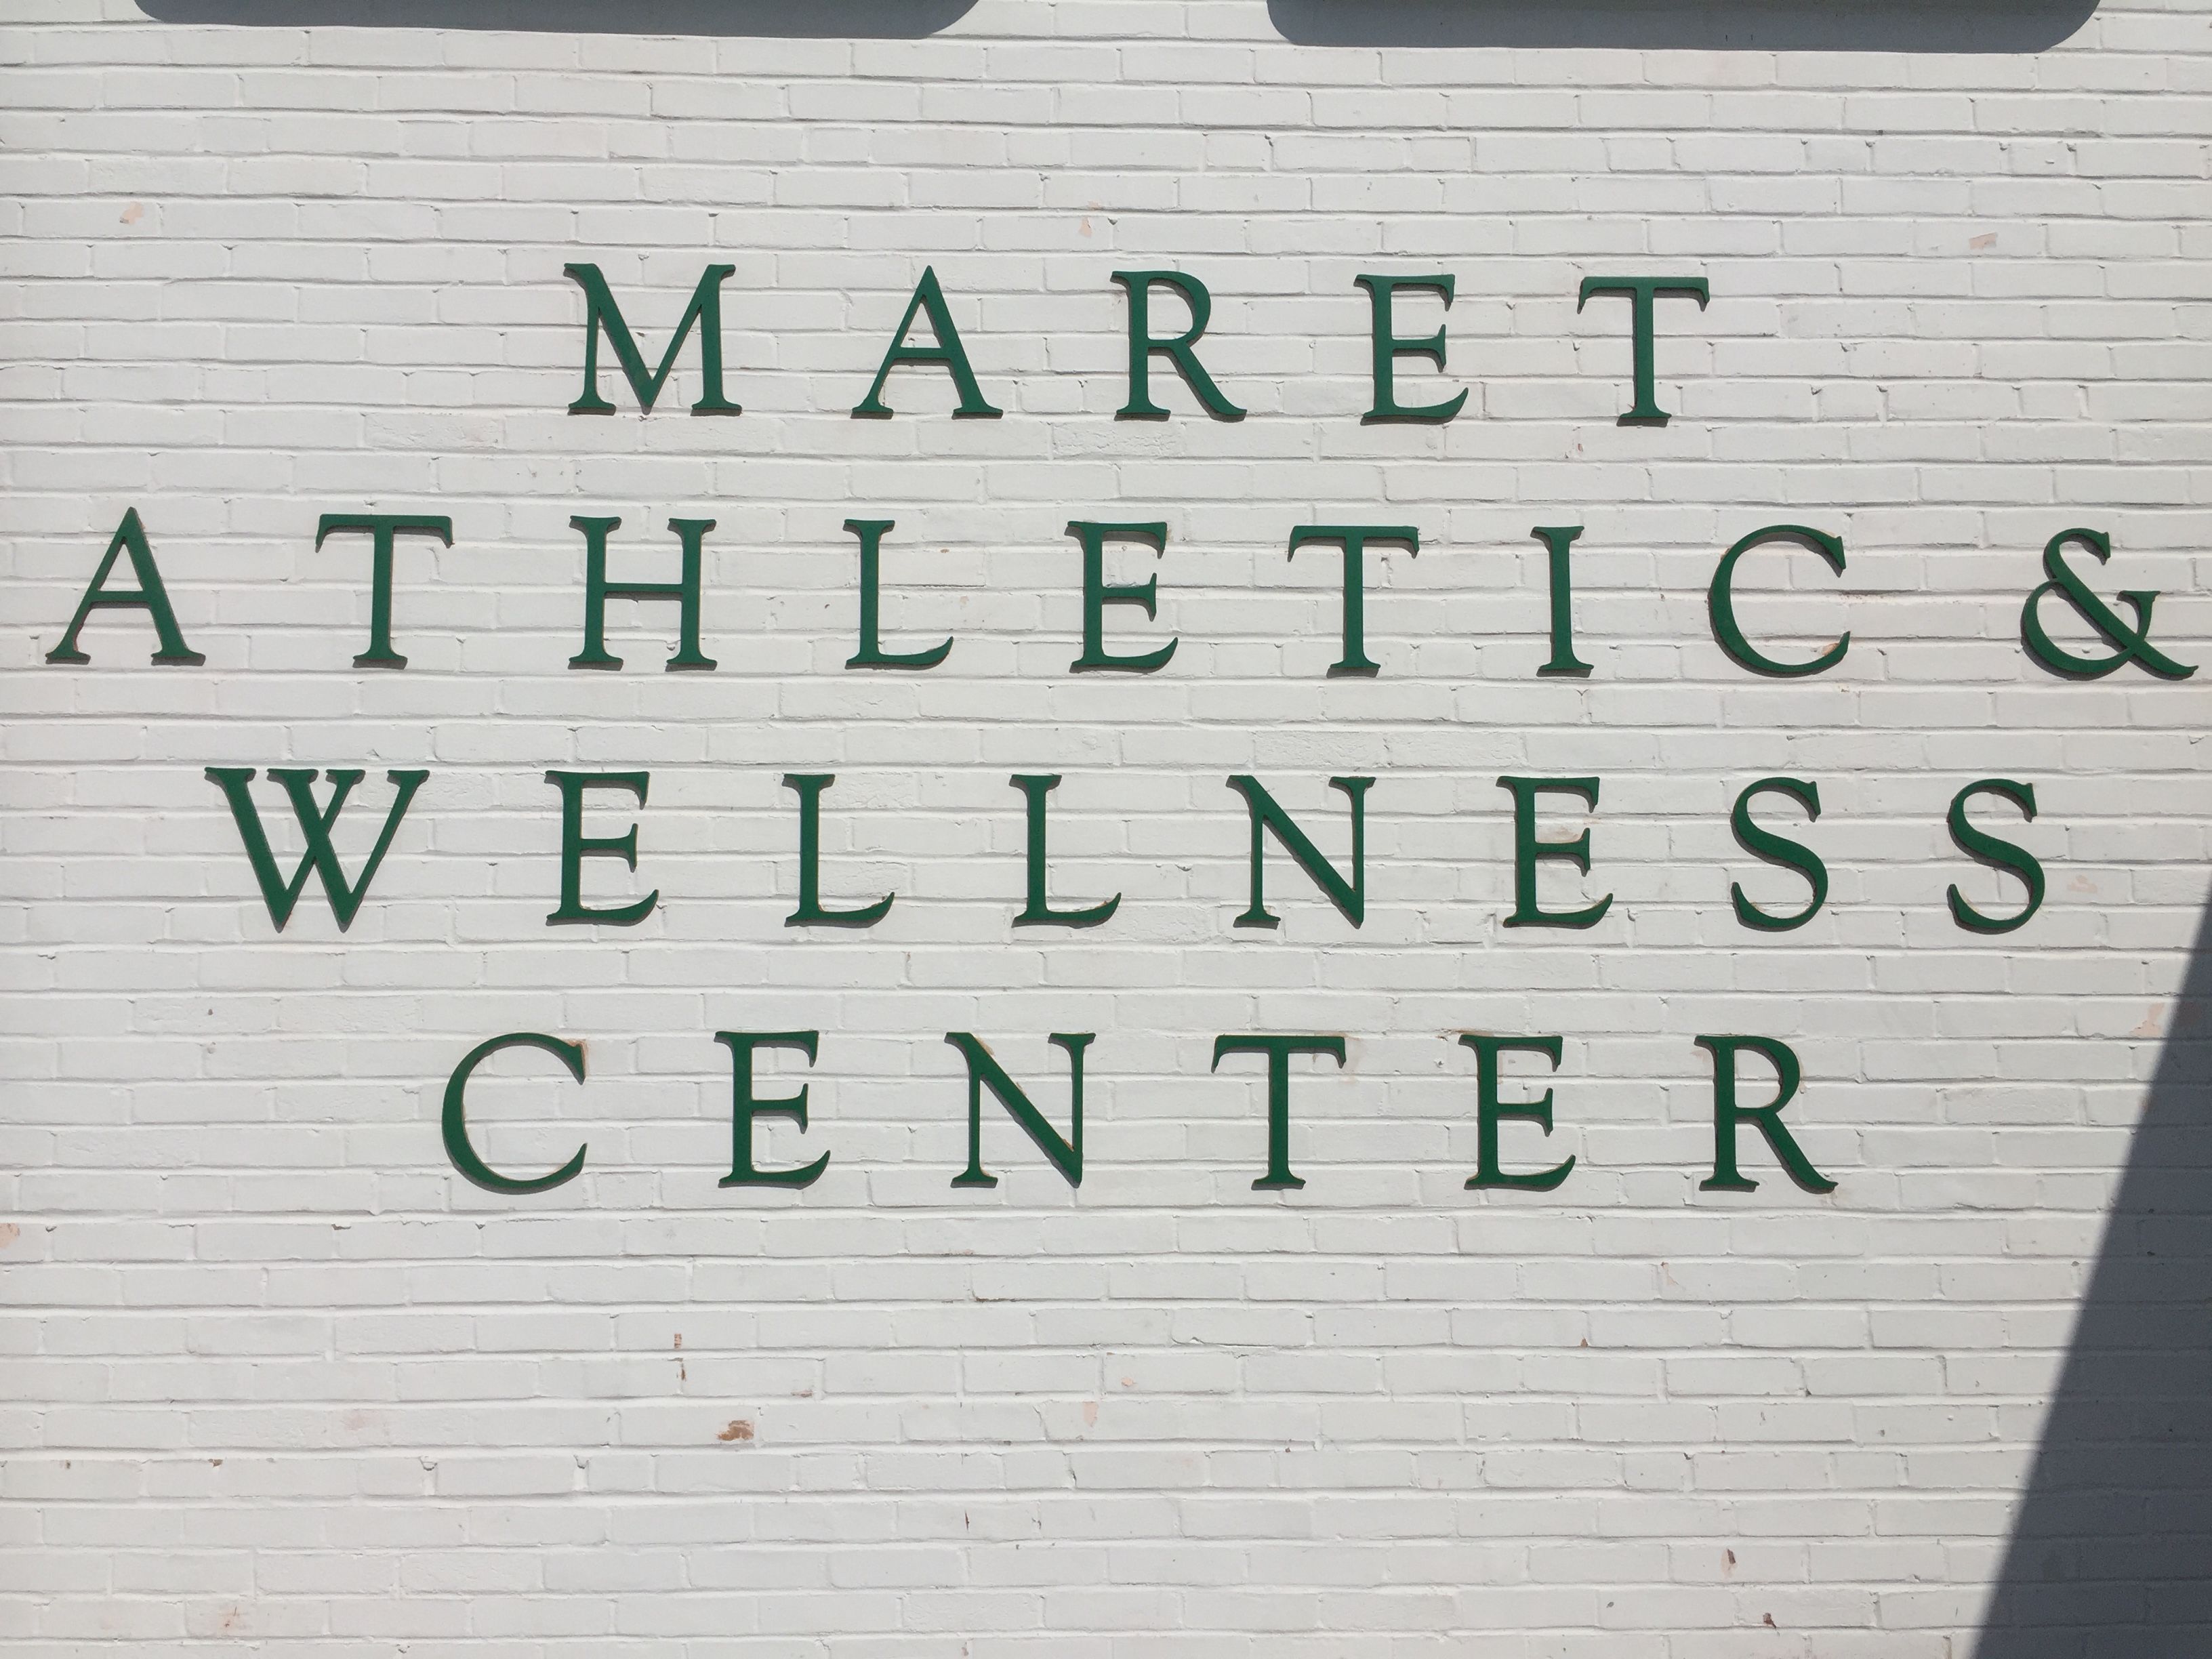 MARET
ATHLETIC &
WELLNESS
CENTER